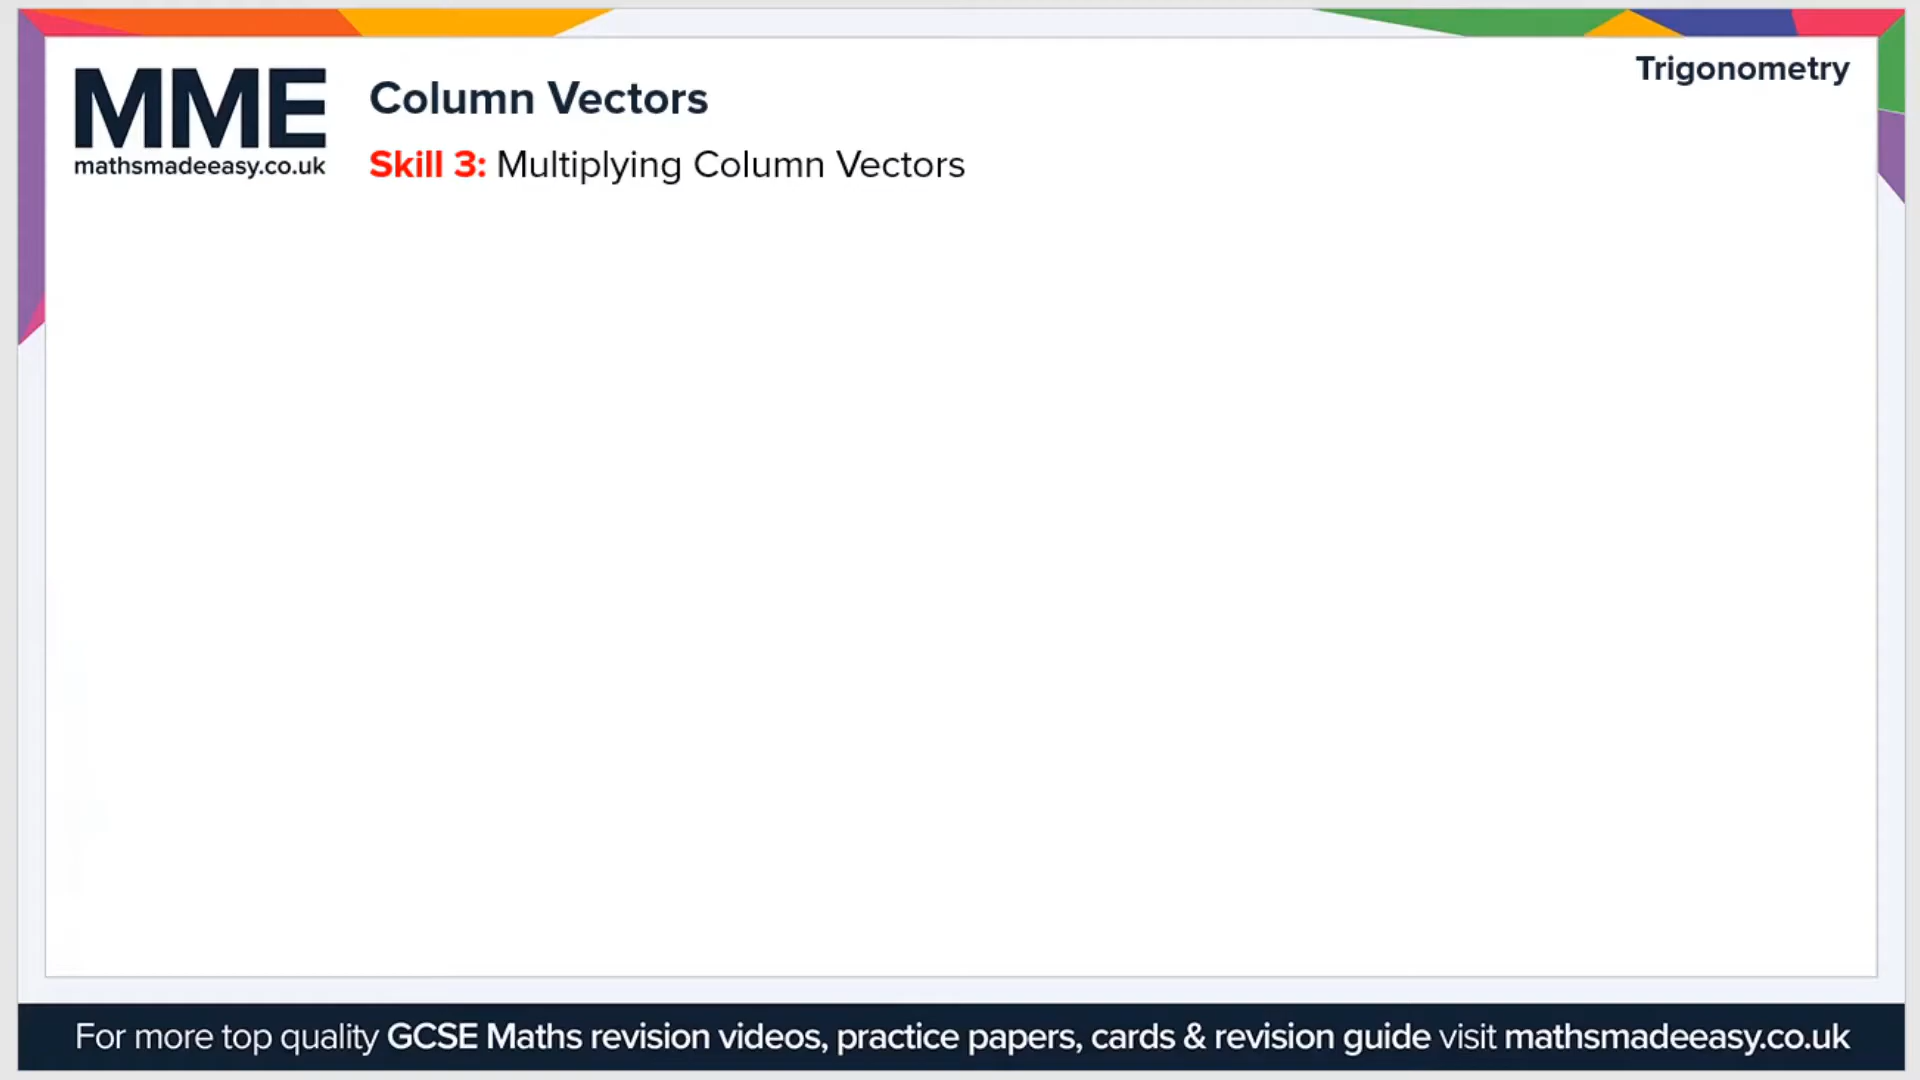 Trigonometry
MME
mathsmadeeasy.co.uk
Column Vectors
Skill 3: Multiplying Column Vectors
For more top quality GCSE Maths revision videos, practice papers, cards & revision guide visit mathsmadeeasy.co.uk